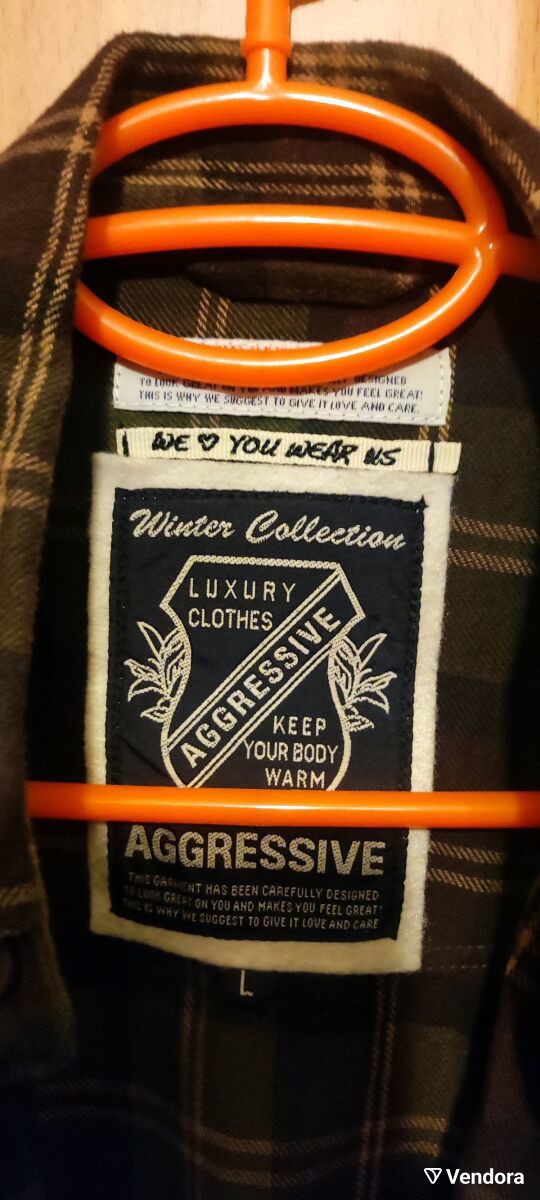 DESIGNED
TO LOOK GREAT ON YOU AND MAKES YOU FEEL GREAT!
THIS IS WHY WE SUGGEST TO GIVE IT LOVE AND CARE.
WE ♡ YOU WEAR US
Winter Collection
LUXURY
CLOTHES
AGGRESSIVE
KEEP
YOUR BODY
WARM
AGGRESSIVE
THIS GARMENT HAS BEEN CAREFULLY DESIGNED
TO LOOK GREAT ON YOU AND MAKES YOU FEEL GREAT!
THIS IS WHY WE SUGGEST TO GIVE IT LOVE AND CARE
L
Vendora